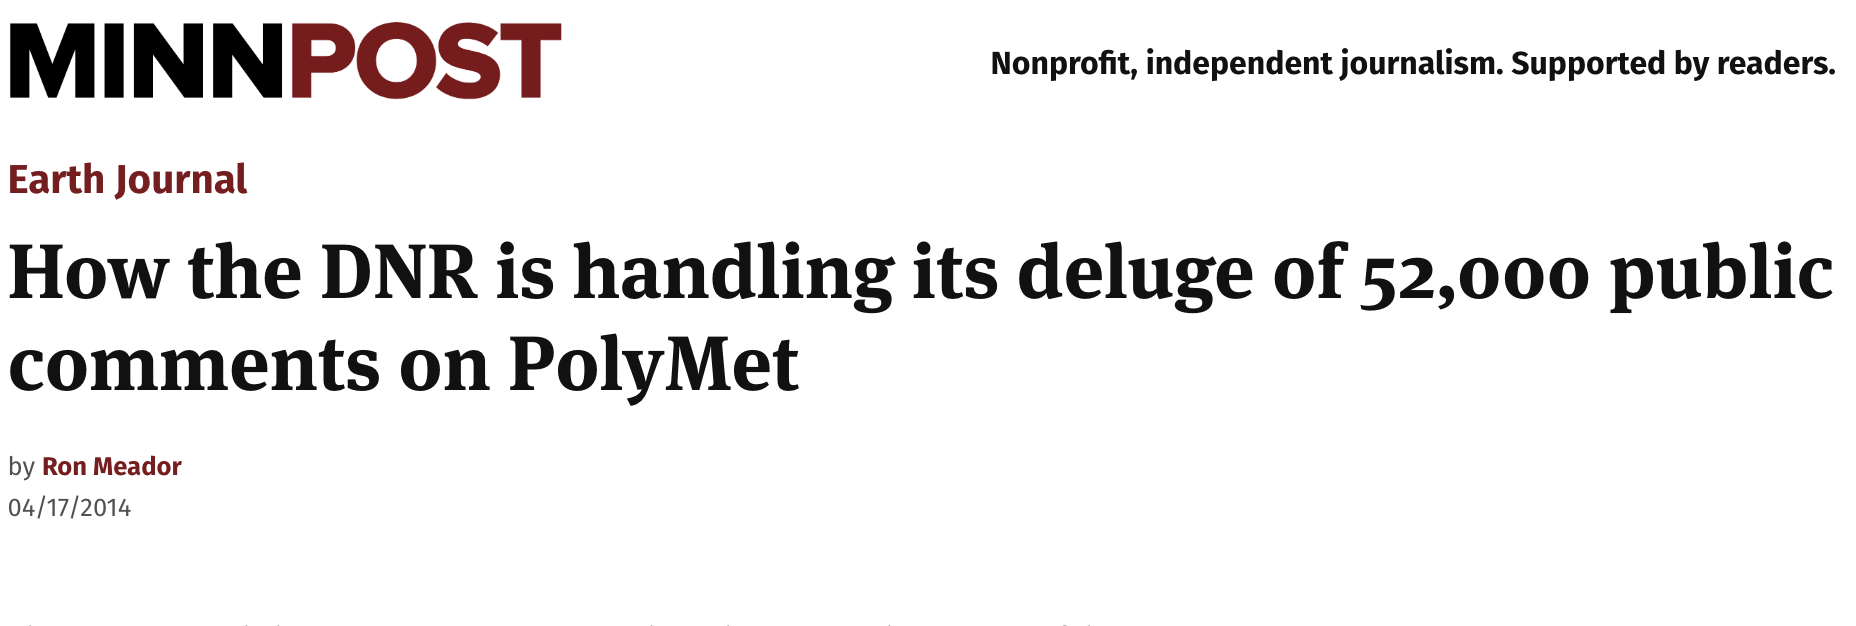 MINNPOST
Nonprofit, independent journalism. Supported by readers.
Earth Journal
How the DNR is handling its deluge of 52,000 public
comments on PolyMet
by Ron Meador
04/17/2014